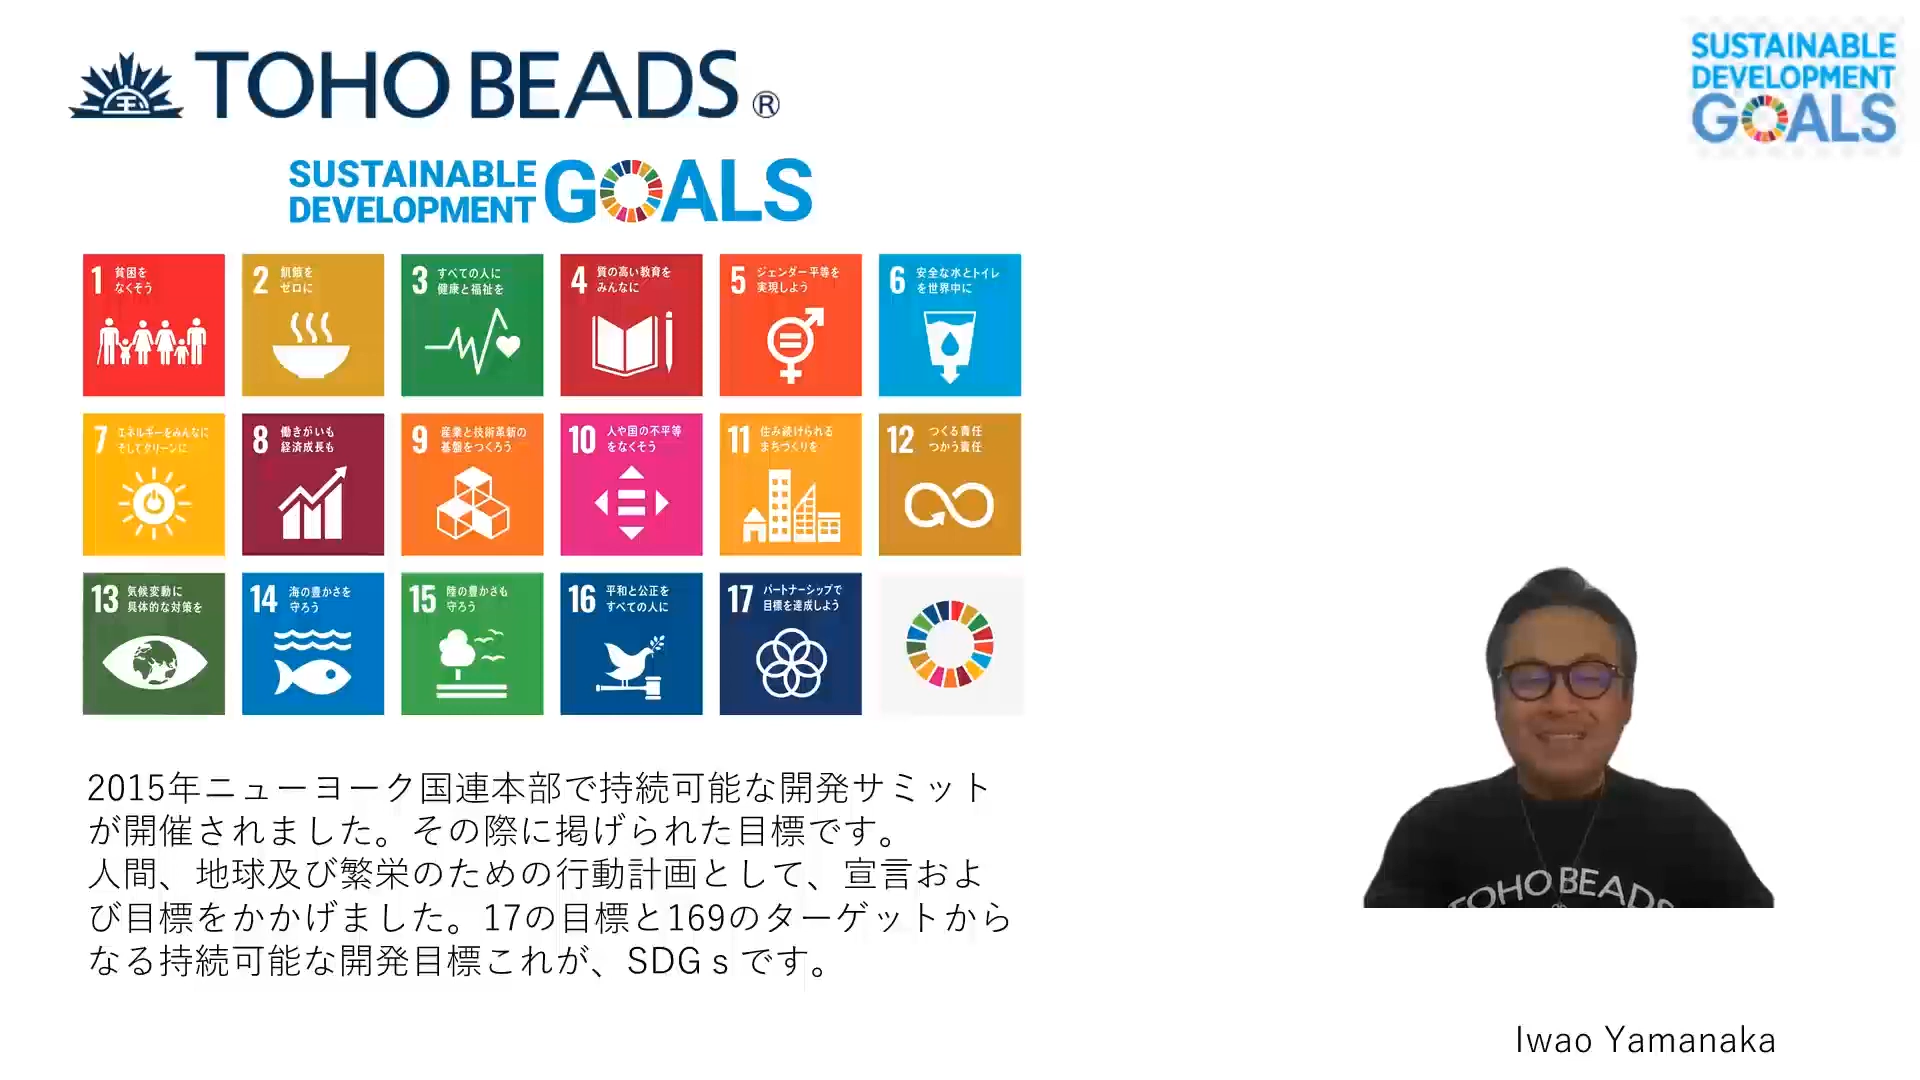 TOHO BEADS®
SUSTAINABLE
DEVELOPMENT
GOALS
SUSTAINABLE
DEVELOPMENT
GOALS
1 貧困を
なくそう
2 飢餓を
ゼロに
3 すべての人に
健康と福祉を
4 質の高い教育を
みんなに
5 ジェンダー平等を
実現しよう
6 安全な水とトイレ
を世界中に
7 エネルギーをみんなに
そしてクリーンに
8 働きがいも
経済成長も
9 産業と技術革新の
基盤をつくろう
10 人や国の不平等
をなくそう
11 住み続けられる
まちづくりを
12 つくる責任
つかう責任
13 気候変動に
具体的な対策を
14 海の豊かさを
守ろう
15 陸の豊かさも
守ろう
16 平和と公正を
すべての人に
17 パートナーシップで
目標を達成しよう
2015年ニューヨーク国連本部で持続可能な開発サミット
が開催されました。その際に掲げられた目標です。
人間、地球及び繁栄のための行動計画として、宣言およ
び目標をかかげました。17の目標と169のターゲットから
なる持続可能な開発目標これが、SDGｓです。
TOHO BEADS
Iwao Yamanaka